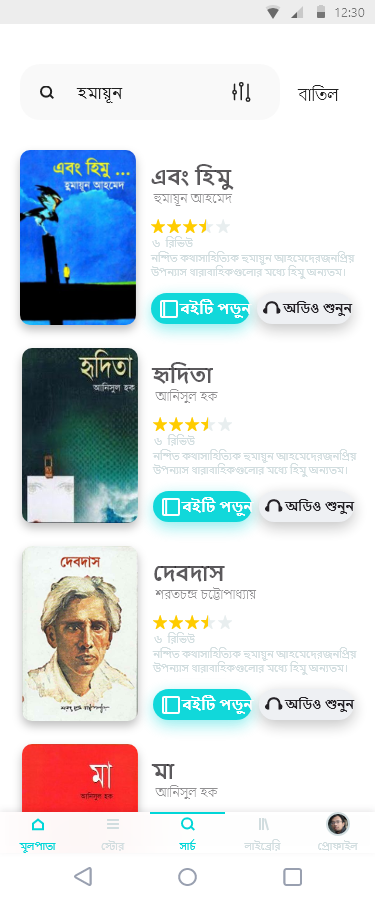 12:30
হমায়ূন
বাতিল
এবং হিমু ...
হুমায়ূন আহমেদ
এবং হিমু
হুমায়ূন আহমেদ
৬ রিভিউ
নন্দিত কথাসাহিত্যিক হুমায়ুন আহমেদেরজনপ্রিয়
উপন্যাস ধারাবাহিকগুলোর মধ্যে হিমু অন্যতম।
বইটি পড়ুন
অডিও শুনুন
হৃদিতা
আনিসুল হক
হৃদিতা
আনিসুল হক
৬ রিভিউ
নন্দিত কথাসাহিত্যিক হুমায়ুন আহমেদেরজনপ্রিয়
উপন্যাস ধারাবাহিকগুলোর মধ্যে হিমু অন্যতম।
বইটি পড়ুন
অডিও শুনুন
দেবদাস
দেবদাস
শরতচন্দ্র চট্টোপাধ্যায়
৬ রিভিউ
নন্দিত কথাসাহিত্যিক হুমায়ুন আহমেদেরজনপ্রিয়
উপন্যাস ধারাবাহিকগুলোর মধ্যে হিমু অন্যতম।
বইটি পড়ুন
অডিও শুনুন
মা
আনিসুল হক
মা
আনিসুল হক
মূলপাতা
স্টোর
সার্চ
লাইব্রেরি
প্রোফাইল